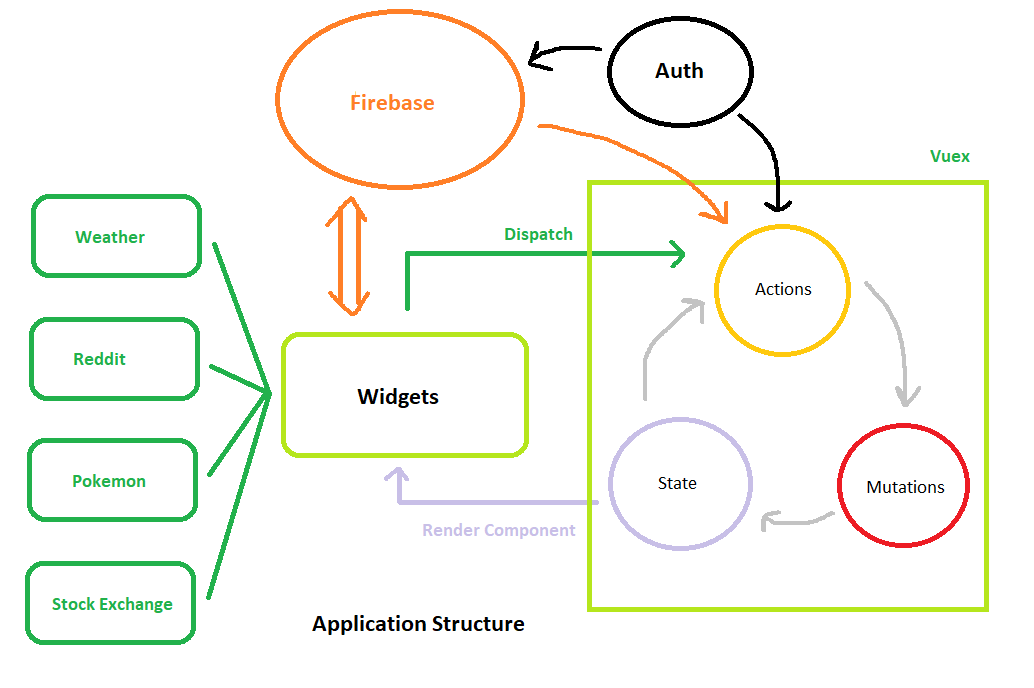 Auth
Firebase
Vuex
Weather
Dispatch
Actions
Reddit
Widgets
Pokemon
State
Mutations
Render Component
Stock Exchange
Application Structure